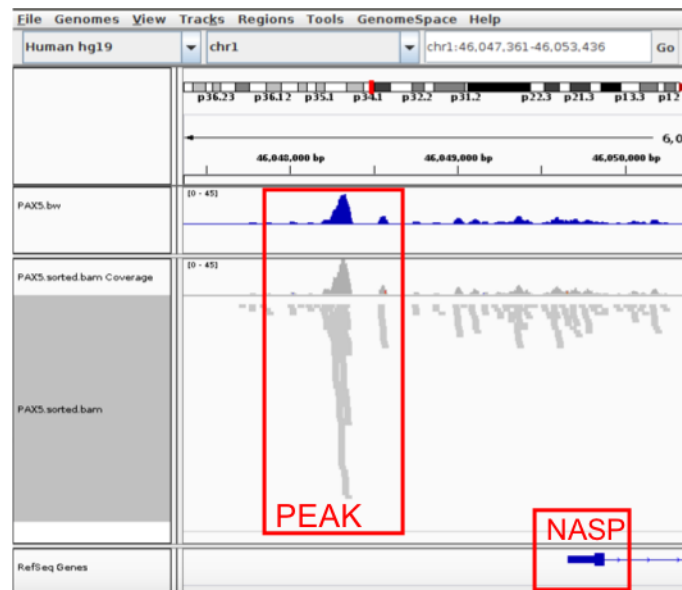 File Genomes View Tracks Regions Tools GenomeSpace Help
Human hg19 chr1 chr1:46,047,361-46,053,436 Go
p36.23 p36.12 p35.1 p34.1 p32.2 p31.2 p22.3 p21.3 p13.3 p12
6,0
46,048,000 bp 46,049,000 bp 46,050,000 bp
[0 - 45]
PAX5.bw
[0 - 45]
PAX5.sorted.bam Coverage
PAX5.sorted.bam
PEAK
NASP
RefSeq Genes